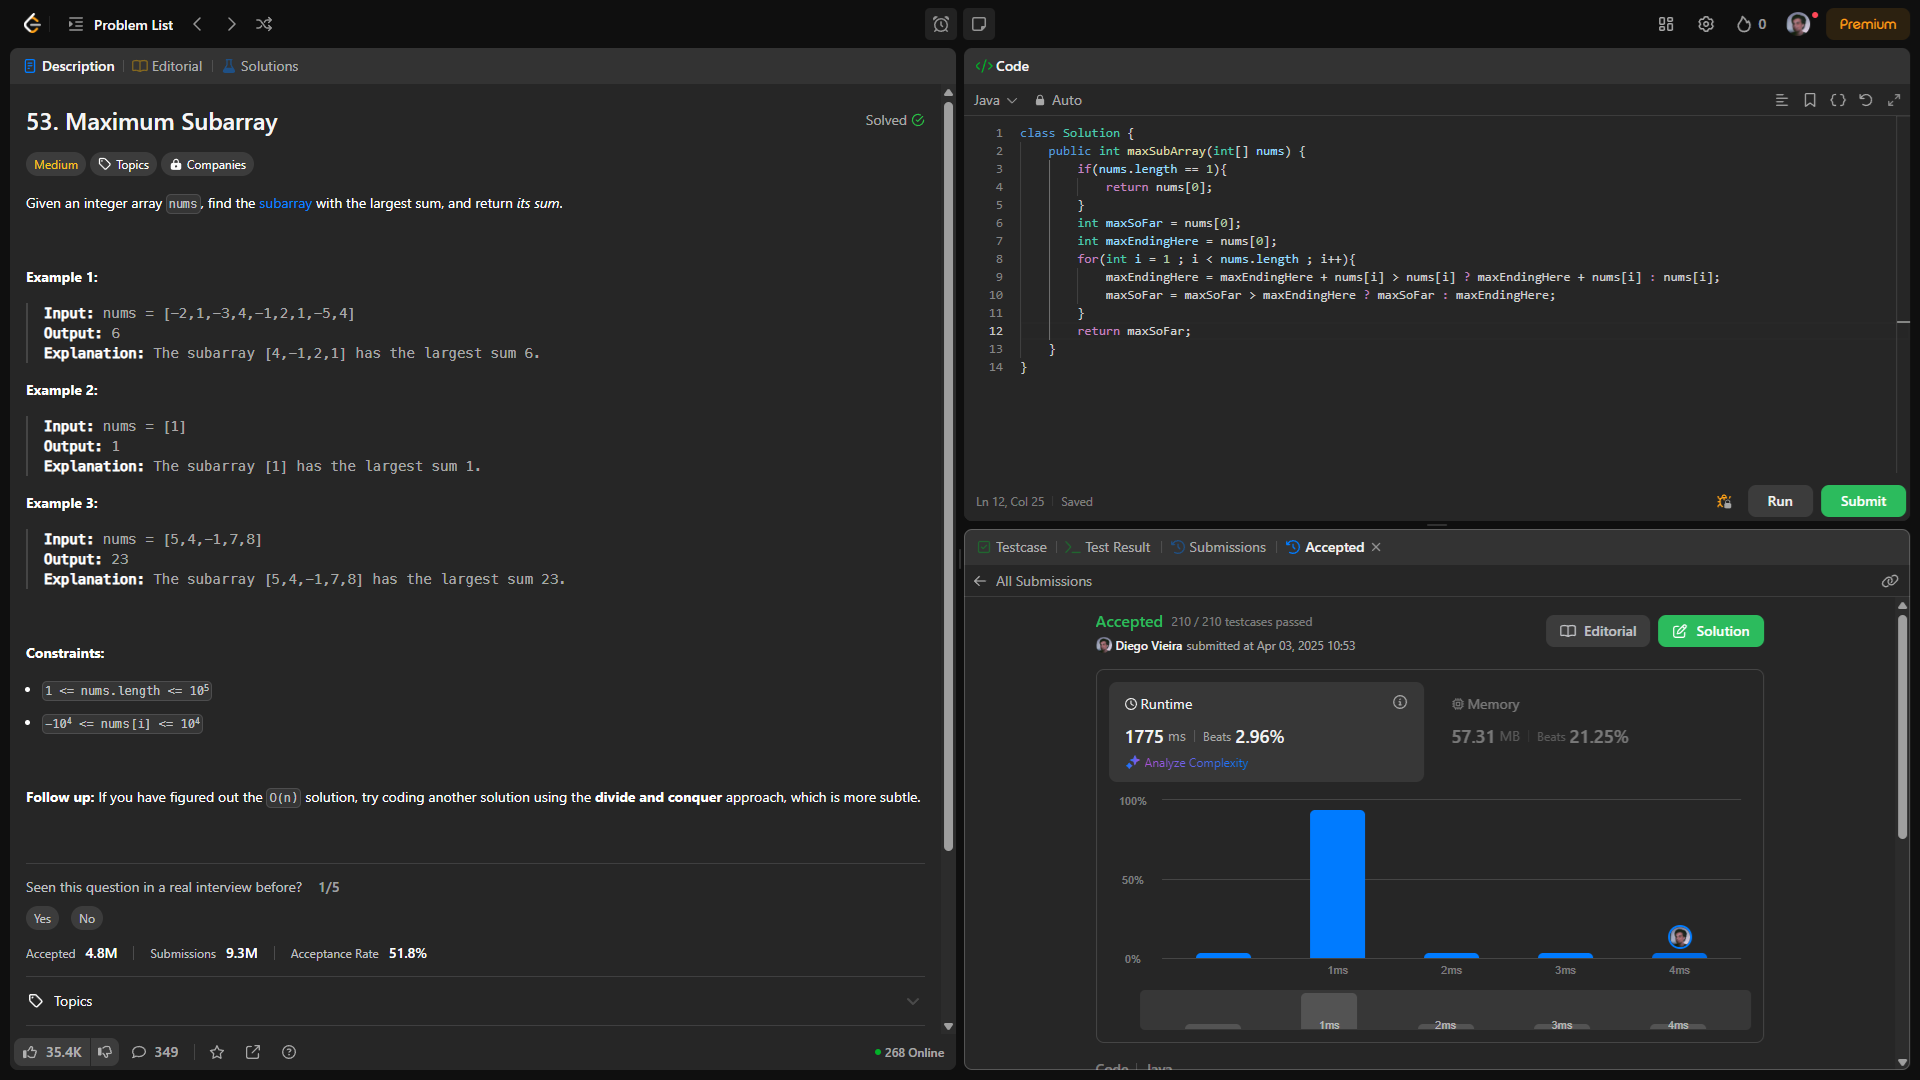 Problem List
0
Premium
Description
Editorial
Solutions
53. Maximum Subarray
Solved
Medium
Topics
Companies
Given an integer array nums, find the subarray with the largest sum, and return its sum.
Example 1:
Input: nums = [-2,1,-3,4,-1,2,1,-5,4]
Output: 6
Explanation: The subarray [4,-1,2,1] has the largest sum 6.
Example 2:
Input: nums = [1]
Output: 1
Explanation: The subarray [1] has the largest sum 1.
Example 3:
Input: nums = [5,4,-1,7,8]
Output: 23
Explanation: The subarray [5,4,-1,7,8] has the largest sum 23.
Constraints:
1 <= nums.length <= 10⁵
-10⁴ <= nums[i] <= 10⁴
Follow up: If you have figured out the O(n) solution, try coding another solution using the divide and conquer approach, which is more subtle.
Seen this question in a real interview before? 1/5
Yes
No
Accepted 4.8M
Submissions 9.3M
Acceptance Rate 51.8%
Topics
35.4K
349
268 Online
</> Code
Java
Auto
1 class Solution {
2 public int maxSubArray(int[] nums) {
3 if(nums.length == 1){
4 return nums[0];
5 }
6 int maxSoFar = nums[0];
7 int maxEndingHere = nums[0];
8 for(int i = 1 ; i < nums.length ; i++){
9 maxEndingHere = maxEndingHere + nums[i] > nums[i] ? maxEndingHere + nums[i] : nums[i];
10 maxSoFar = maxSoFar > maxEndingHere ? maxSoFar : maxEndingHere;
11 }
12 return maxSoFar;
13 }
14 }
Ln 12, Col 25
Saved
Run
Submit
Testcase
Test Result
Submissions
Accepted
All Submissions
Accepted 210 / 210 testcases passed
Diego Vieira submitted at Apr 03, 2025 10:53
Editorial
Solution
Runtime
1775 ms
Beats 2.96%
Analyze Complexity
Memory
57.31 MB
Beats 21.25%
100%
50%
0%
1ms
2ms
3ms
4ms
1ms
2ms
3ms
4ms
Code
Java